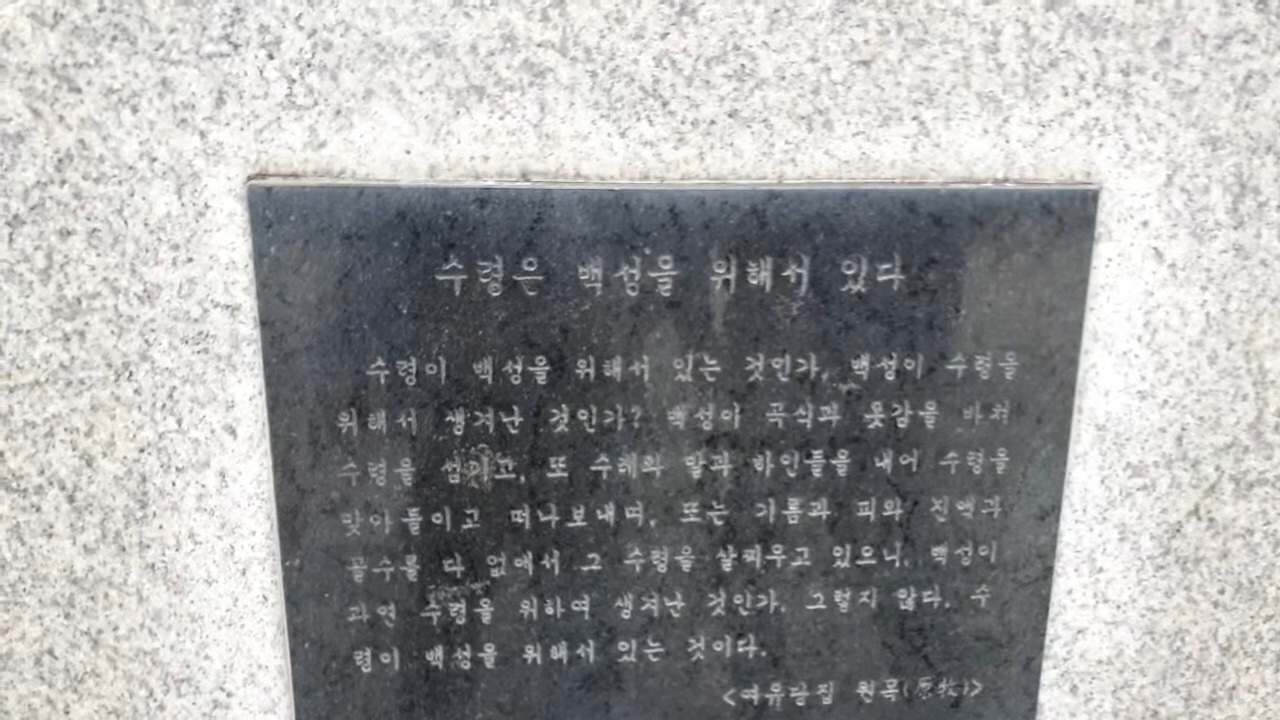 수령은 백성을 위해서 있다
수령이 백성을 위해서 있는 것인가, 백성이 수령을
위해서 생겨난 것인가? 백성이 곡식과 옷감을 바쳐
수령을 섬기고, 또 수레와 말과 하인들을 내어 수령을
맞아들이고 떠나보내며, 또는 기름과 피와 진액과
골수를 다 없애서 그 수령을 살찌우고 있으니, 백성이
과연 수령을 위하여 생겨난 것인가. 그렇지 않다. 수
령이 백성을 위해서 있는 것이다.
<여유당집 원목(原牧)>